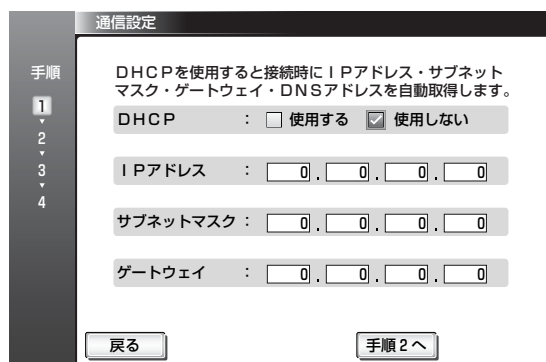 通信設定
手順
1
2
3
4
DHCPを使用すると接続時にIPアドレス・サブネット
マスク・ゲートウェイ・DNSアドレスを自動取得します。
DHCP : 使用する 使用しない
IPアドレス : 0 . 0 . 0 . 0
サブネットマスク : 0 . 0 . 0 . 0
ゲートウェイ : 0 . 0 . 0 . 0
戻る 手順2へ